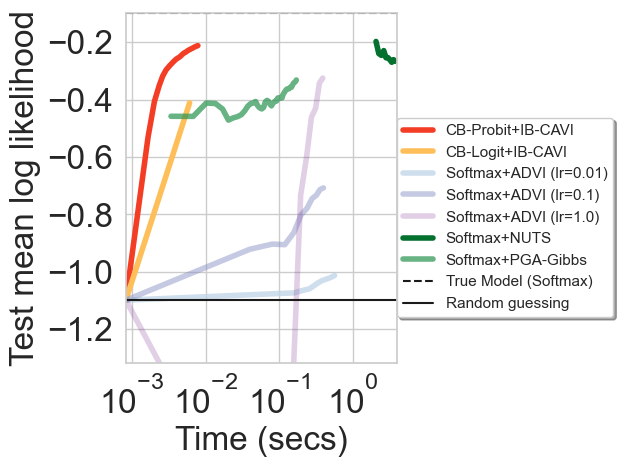 Test mean log likelihood
−0.2
−0.4
−0.6
−0.8
−1.0
−1.2
10−3
10−2
10−1
100
Time (secs)
CB-Probit+IB-CAVI
CB-Logit+IB-CAVI
Softmax+ADVI (lr=0.01)
Softmax+ADVI (lr=0.1)
Softmax+ADVI (lr=1.0)
Softmax+NUTS
Softmax+PGA-Gibbs
True Model (Softmax)
Random guessing